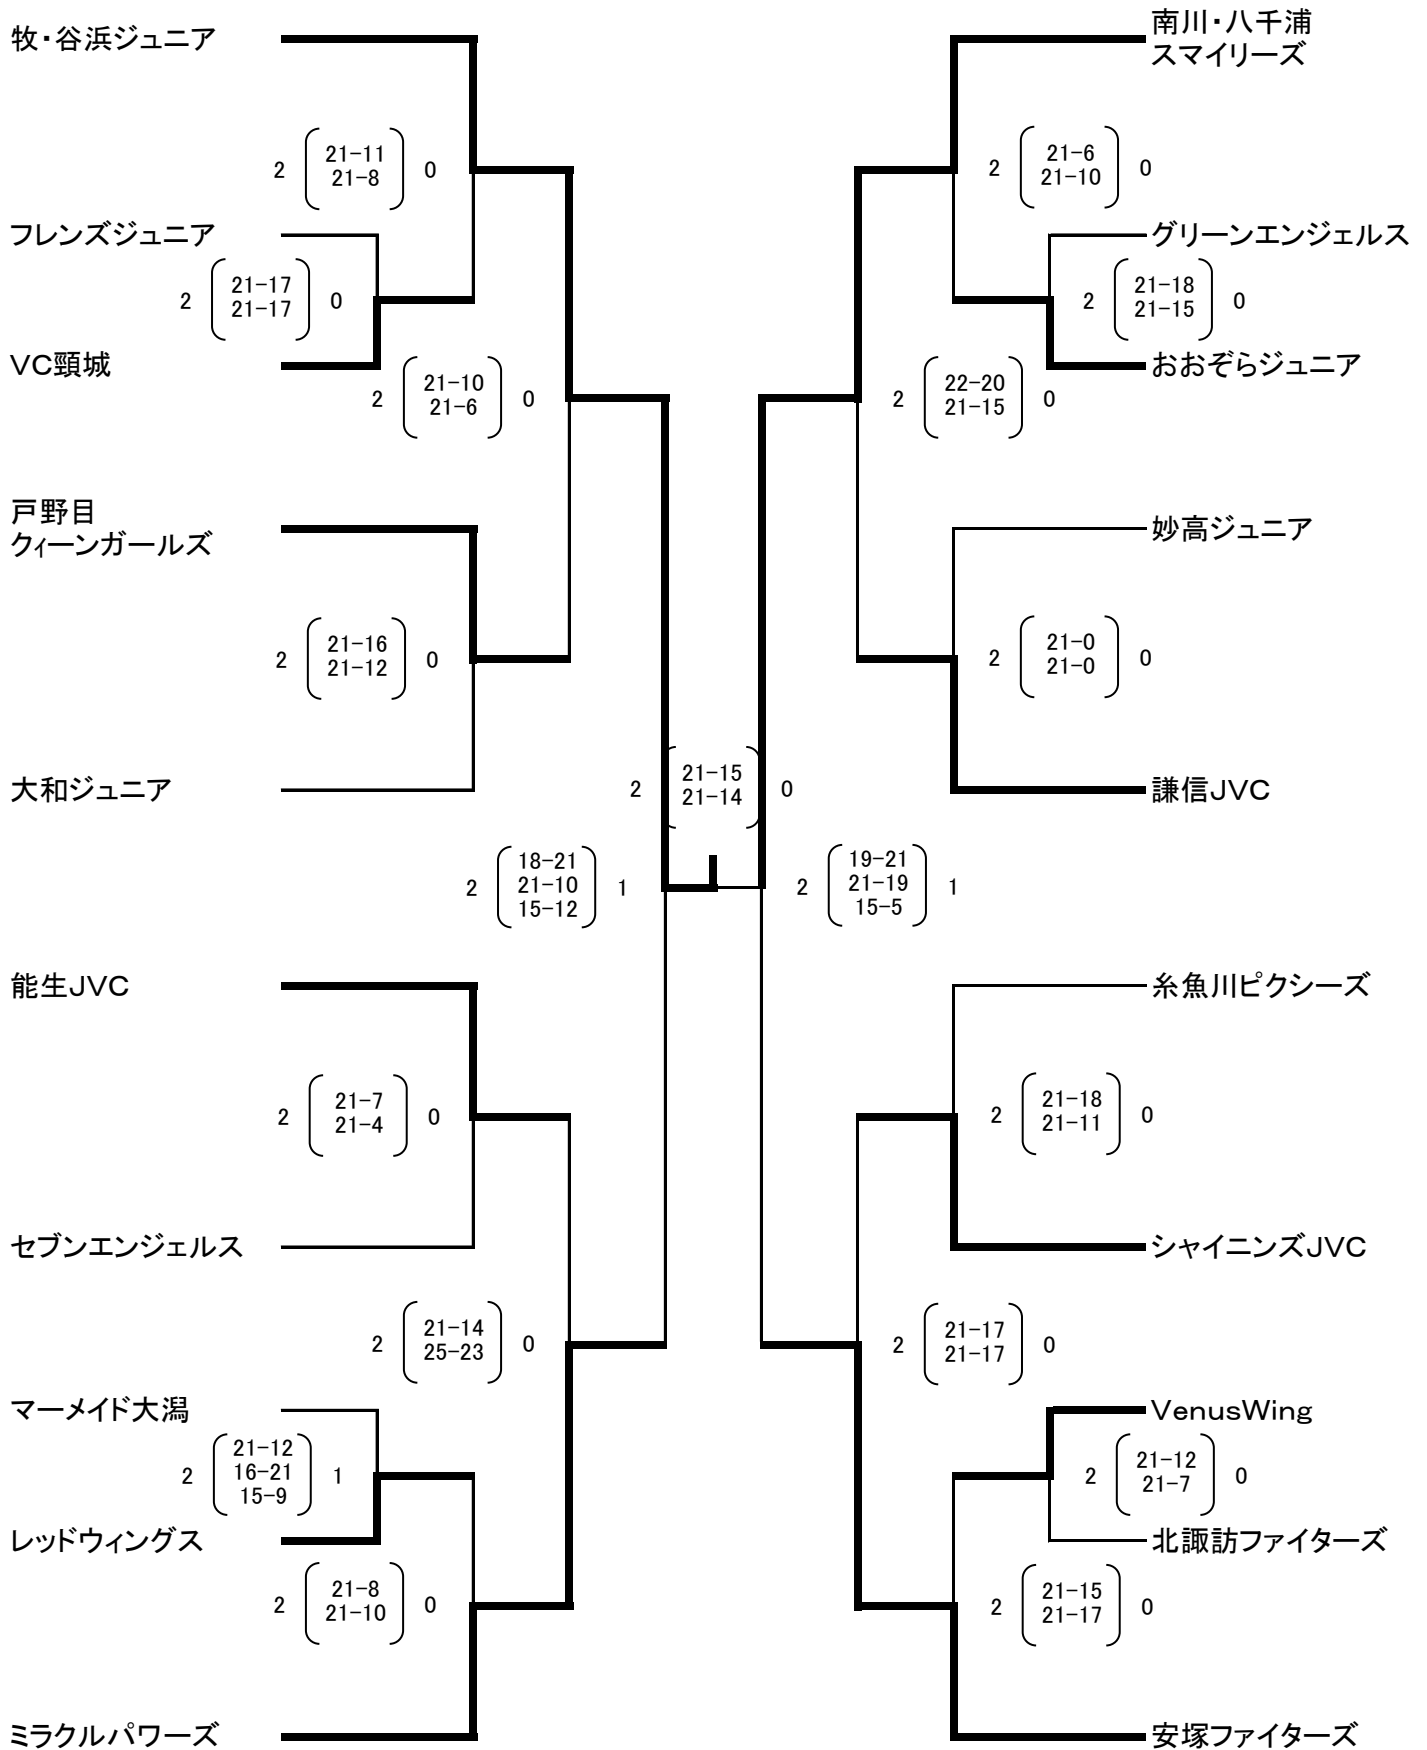 牧・谷浜ジュニア
2 21-11 0
21-8
フレンズジュニア
2 21-17 0
21-17
VC頸城
2 21-10 0
21-6
戸野目
クィーンガールズ
2 21-16 0
21-12
大和ジュニア
2 18-21 1
21-10
15-12
能生JVC
2 21-7 0
21-4
セブンエンジェルス
2 21-14 0
25-23
マーメイド大潟
2 21-12 1
16-21
15-9
レッドウィングス
2 21-8 0
21-10
ミラクルパワーズ
2 21-15 0
21-14
南川・八千浦
スマイリーズ
2 21-6 0
21-10
グリーンエンジェルス
2 21-18 0
21-15
おおぞらジュニア
2 22-20 0
21-15
妙高ジュニア
2 21-0 0
21-0
謙信JVC
2 19-21 1
21-19
15-5
糸魚川ピクシーズ
2 21-18 0
21-11
シャイニンズJVC
2 21-17 0
21-17
VenusWing
2 21-12 0
21-7
北諏訪ファイターズ
2 21-15 0
21-17
安塚ファイターズ